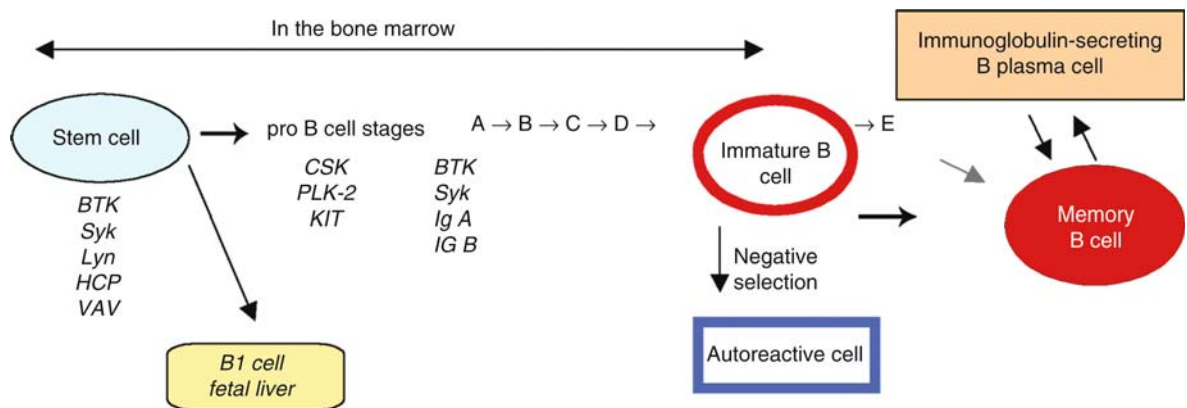 In the bone marrow
Immunoglobulin-secreting
B plasma cell
Stem cell
pro B cell stages
A → B → C → D →
Immature B
cell
→ E
CSK
PLK-2
KIT
BTK
Syk
Ig A
IG B
BTK
Syk
Lyn
HCP
VAV
Memory
B cell
Negative
selection
B1 cell
fetal liver
Autoreactive cell